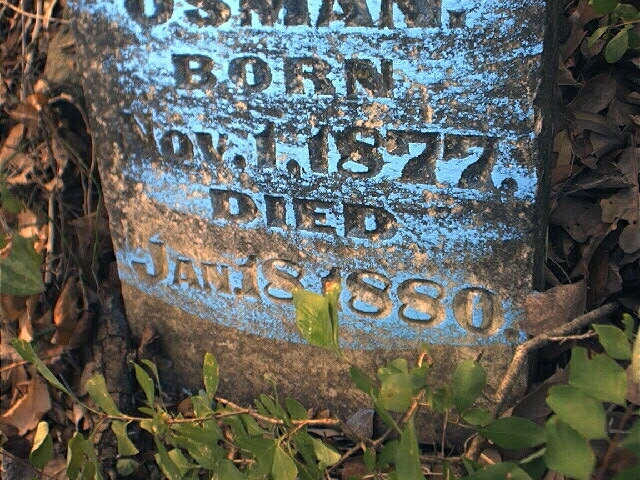 OSMAN.
BORN
NOV. 1, 1877.
DIED
JAN 18 1880.